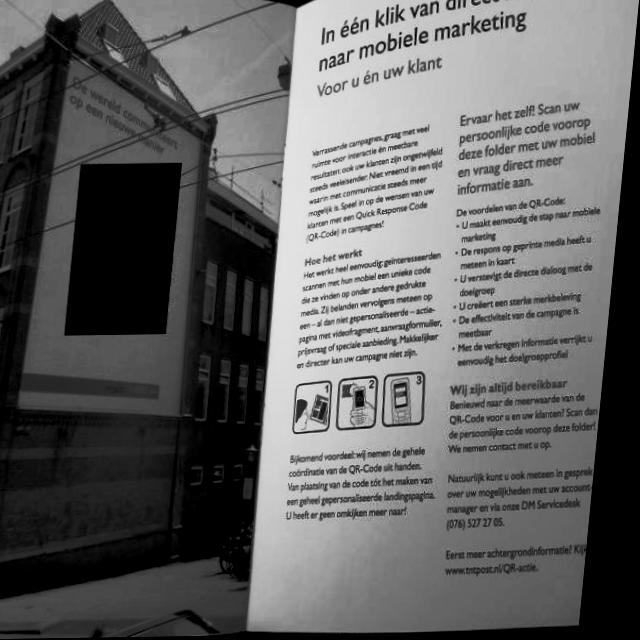 De wereld communiceert
op een nieuwe manier
In één klik van direct
naar mobiele marketing
Voor u én uw klant
Verrassende campagnes, graag met veel
ruimte voor interactie én meetbare
resultaten ook uw klanten zijn ongetwijfeld
steeds veeleisender. Niet vreemd in een tijd
waarin met communicatie steeds meer
mogelijk is. Speel in op de wensen van uw
klanten met een Quick Response Code
(QR-Code) in campagnes!
Hoe het werkt
Het werkt heel eenvoudig: geïnteresseerden
scannen met hun mobiel een unieke code
die ze vinden op onder andere gedrukte
media. Zij belanden vervolgens meteen op
een – al dan niet gepersonaliseerde – actie-
pagina met videofragment, aanvraagformulier,
prijsvraag of speciale aanbieding. Makkelijker
en directer kan uw campagne niet zijn.
1 2 3
Bijkomend voordeel: wij nemen de gehele
coördinatie van de QR-Code uit handen.
Van plaatsing van de code tót het maken van
een geheel gepersonaliseerde landingspagina.
U heeft er geen omkijken meer naar!
Ervaar het zelf! Scan uw
persoonlijke code voorop
deze folder met uw mobiel
en vraag direct meer
informatie aan.
De voordelen van de QR-Code:
• U maakt eenvoudig de stap naar mobiele
marketing
• De respons op geprinte media heeft u
meteen in kaart
• U verstevigt de directe dialoog met de
doelgroep
• U creëert een sterke merkbeleving
• De effectiviteit van de campagne is
meetbaar
• Met de verkregen informatie verrijkt u
eenvoudig het doelgroepprofiel
Wij zijn altijd bereikbaar
Benieuwd naar de meerwaarde van de
QR-Code voor u en uw klanten? Scan dan
de persoonlijke code voorop deze folder!
We nemen contact met u op.
Natuurlijk kunt u ook meteen in gesprek
over uw mogelijkheden met uw account-
manager en via onze DM Servicedesk
(076) 527 27 05.
Eerst meer achtergrondinformatie? Kijk
www.tntpost.nl/QR-actie.